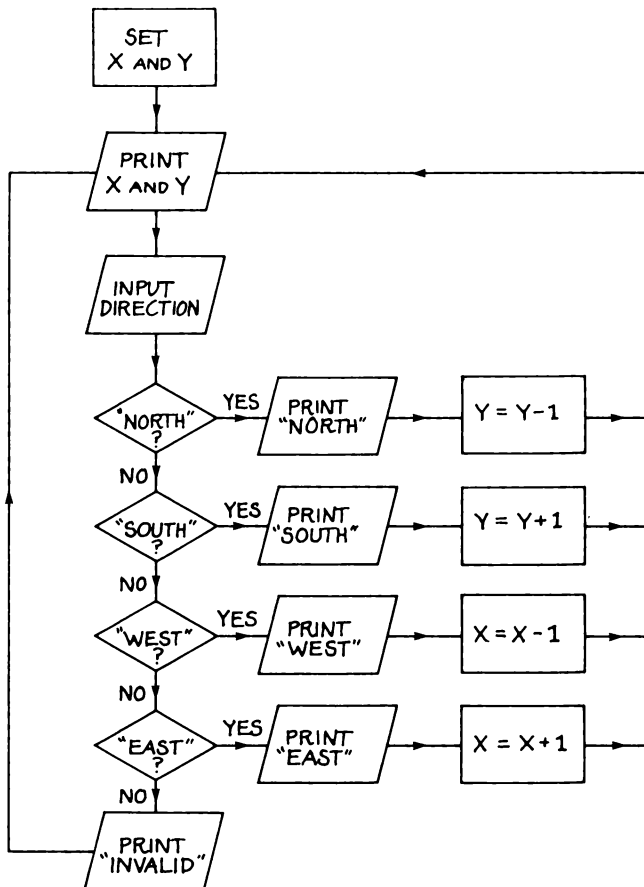 SET
X AND Y
PRINT
X AND Y
INPUT
DIRECTION
"NORTH"
?
YES
PRINT
"NORTH"
Y = Y-1
NO
"SOUTH"
?
YES
PRINT
"SOUTH"
Y = Y+1
NO
"WEST"
?
YES
PRINT
"WEST"
X = X-1
NO
"EAST"
?
YES
PRINT
"EAST"
X = X+1
NO
PRINT
"INVALID"